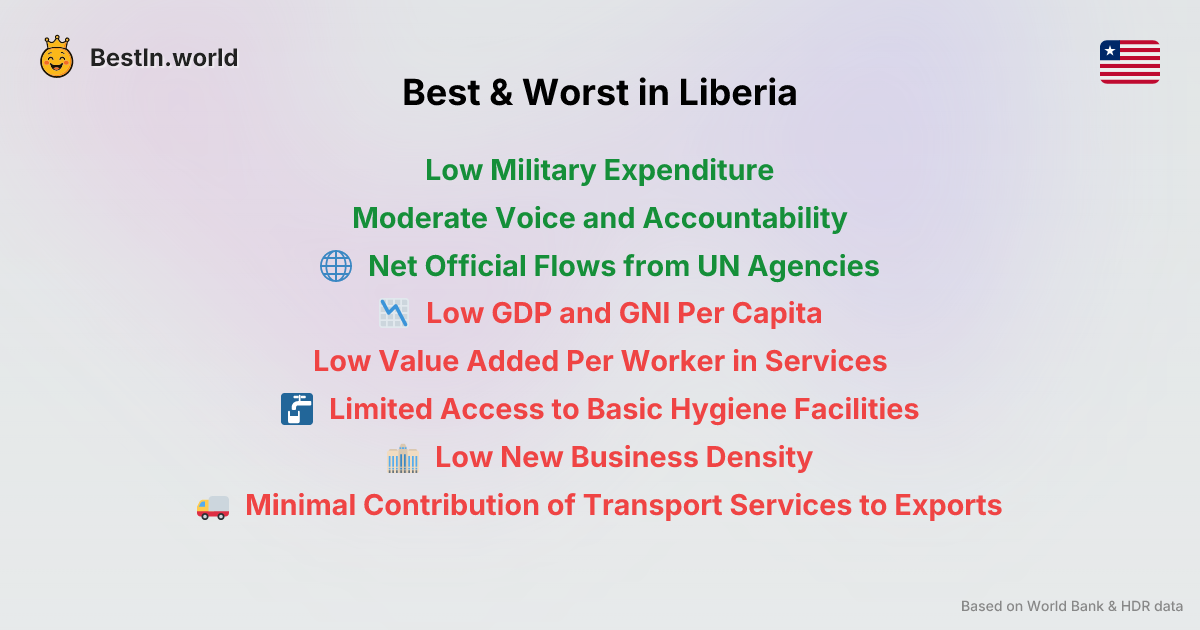 BestIn.world
Best & Worst in Liberia
Low Military Expenditure
Moderate Voice and Accountability
Net Official Flows from UN Agencies
Low GDP and GNI Per Capita
Low Value Added Per Worker in Services
Limited Access to Basic Hygiene Facilities
Low New Business Density
Minimal Contribution of Transport Services to Exports
Based on World Bank & HDR data